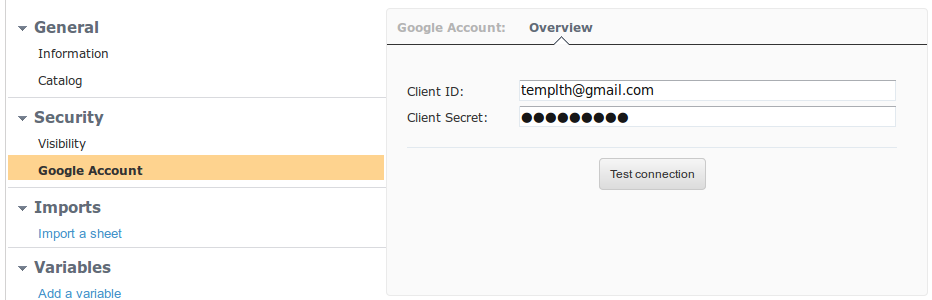 General
Information
Catalog
Security
Visibility
Google Account
Imports
Import a sheet
Variables
Add a variable
Google Account: Overview
Client ID: templth@gmail.com
Client Secret: ●●●●●●●●●
Test connection